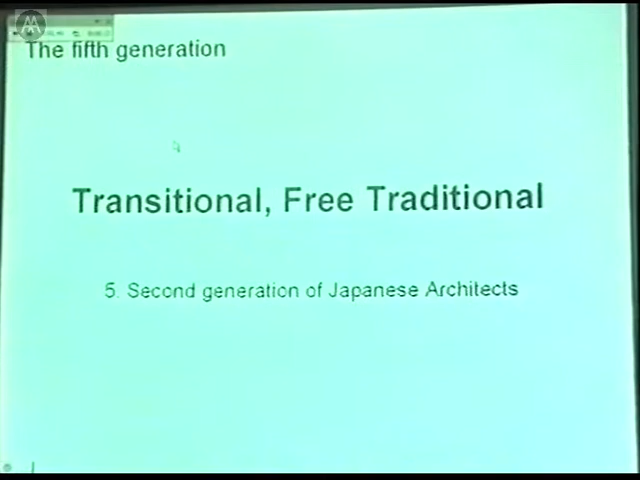 The fifth generation
Transitional, Free Traditional
5. Second generation of Japanese Architects